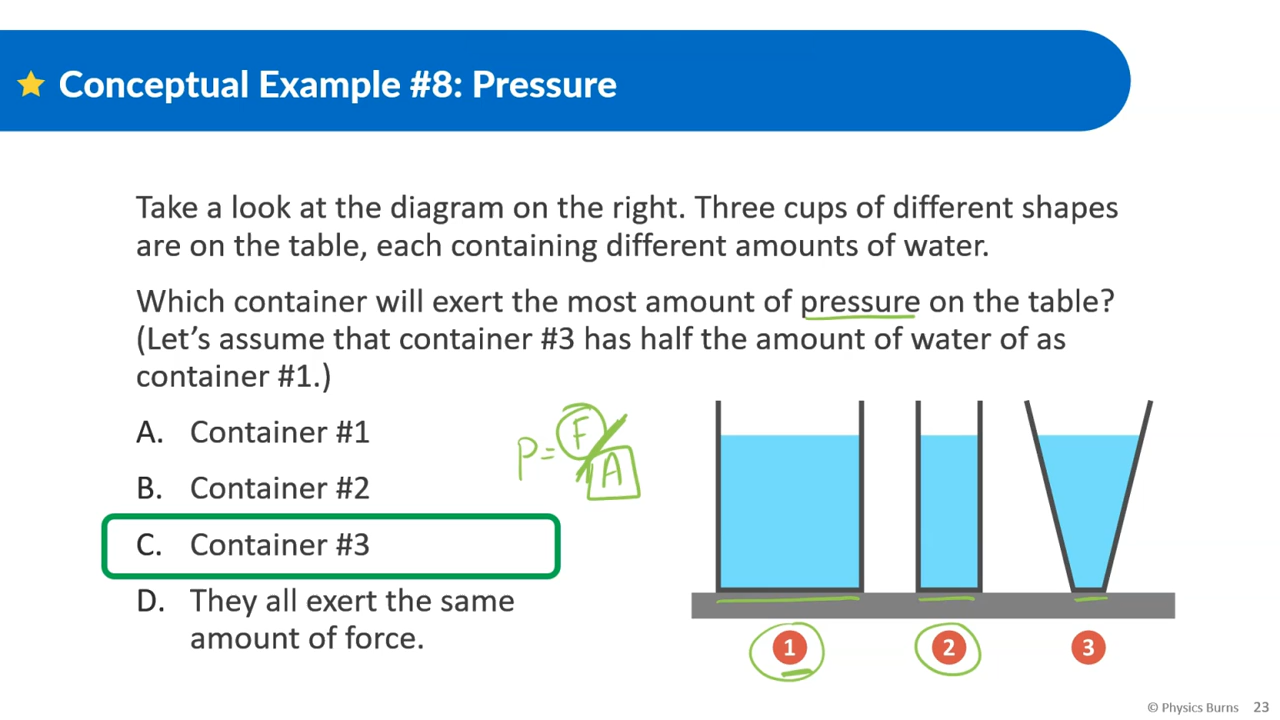 Conceptual Example #8: Pressure
Take a look at the diagram on the right. Three cups of different shapes
are on the table, each containing different amounts of water.
Which container will exert the most amount of pressure on the table?
(Let’s assume that container #3 has half the amount of water of as
container #1.)
A. Container #1
B. Container #2
C. Container #3
D. They all exert the same
amount of force.
P = F / A
1 2 3
© Physics Burns 23